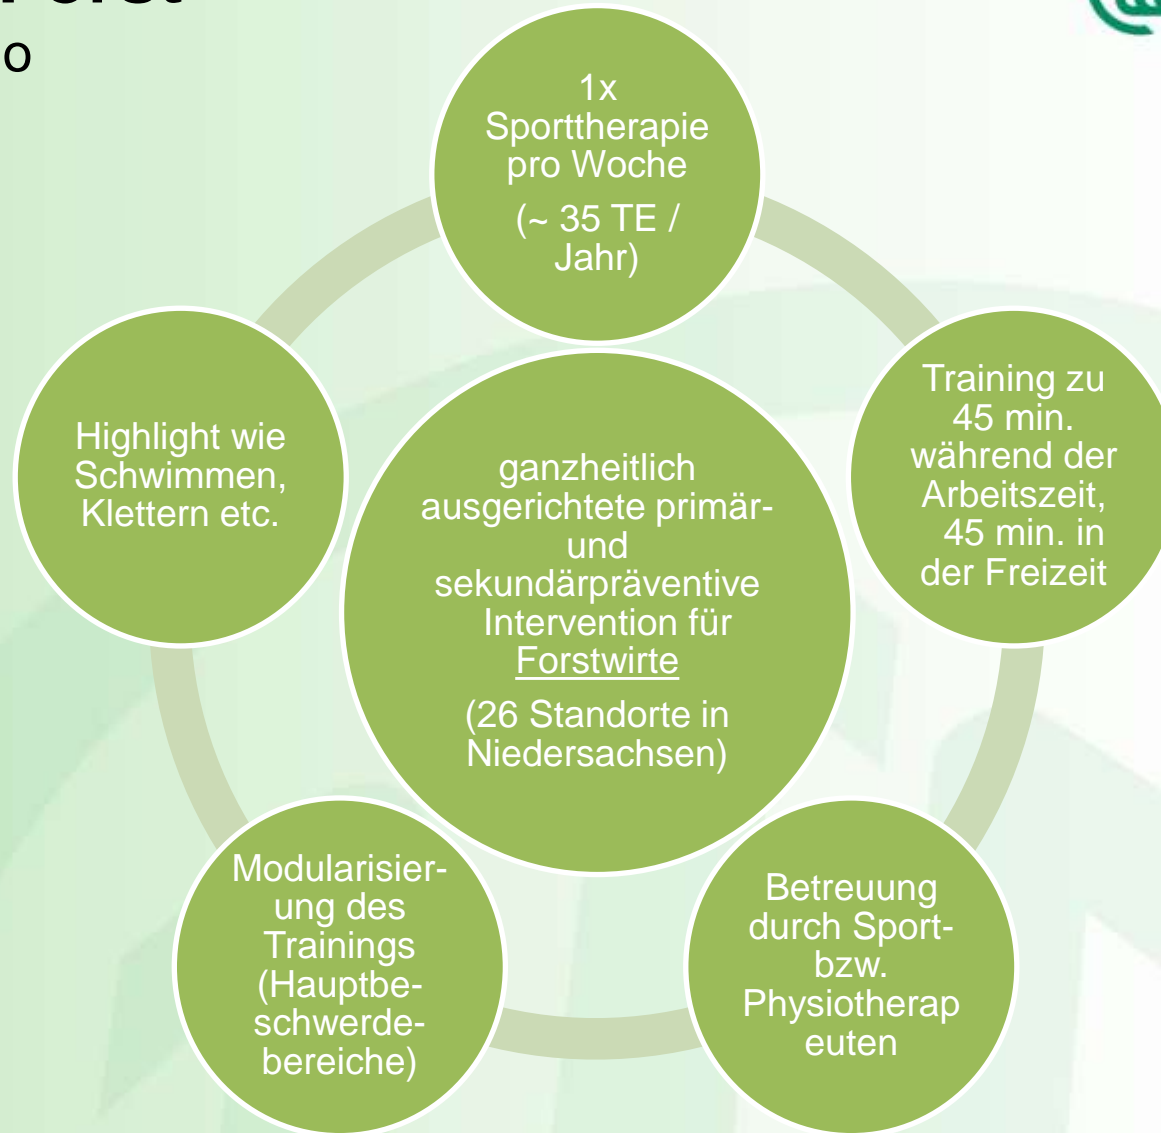 o
1x
Sporttherapie
pro Woche
(~ 35 TE /
Jahr)
Training zu
45 min.
während der
Arbeitszeit,
45 min. in
der Freizeit
Betreuung
durch Sport-
bzw.
Physiotherap
euten
Modularisier-
ung des
Trainings
(Hauptbe-
schwerde-
bereiche)
Highlight wie
Schwimmen,
Klettern etc.
ganzheitlich
ausgerichtete primär-
und
sekundärpräventive
Intervention für
Forstwirte
(26 Standorte in
Niedersachsen)